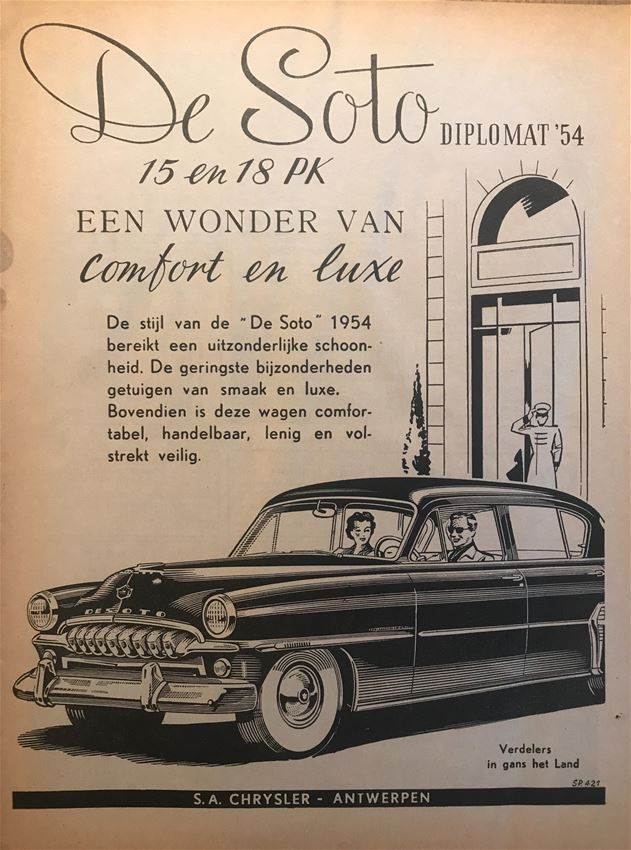 De Soto DIPLOMAT '54
15 en 18 PK
EEN WONDER VAN
comfort en luxe
De stijl van de "De Soto" 1954
bereikt een uitzonderlijke schoon-
heid. De geringste bijzonderheden
getuigen van smaak en luxe.
Bovendien is deze wagen comfor-
tabel, handelbaar, lenig en vol-
strekt veilig.
DESOTO
Verdelers
in gans het Land
SP. 421
S.A. CHRYSLER - ANTWERPEN